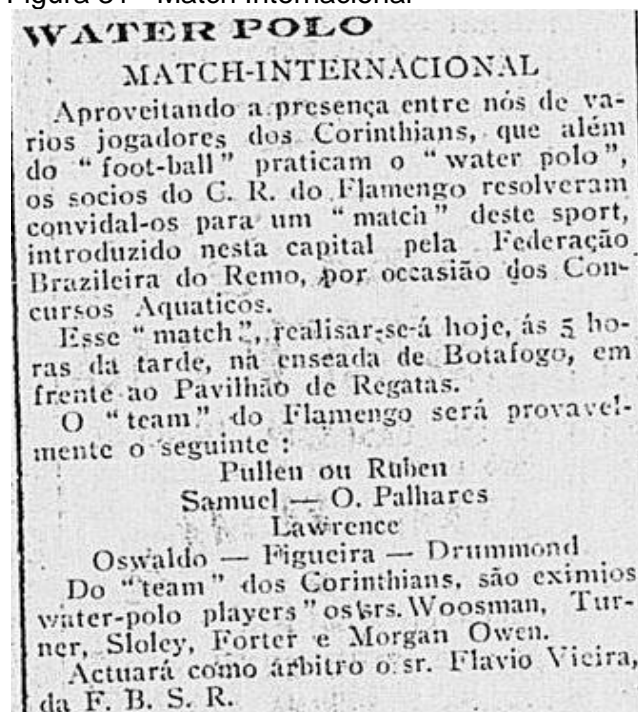 Figura 31 - Match Internacional
WATER POLO
MATCH-INTERNACIONAL
Aproveitando a presença entre nós de va-
rios jogadores dos Corinthians, que além
do "foot-ball" praticam o "water polo",
os socios do C. R. do Flamengo resolveram
convidal-os para um "match" deste sport,
introduzido nesta capital pela Federação
Brazileira do Remo, por occasião dos Con-
cursos Aquaticos.
Esse "match", realisar-se-á hoje, ás 5 ho-
ras da tarde, na enseada de Botafogo, em
frente ao Pavilhão de Regatas.
O "team" do Flamengo será provavel-
mente o seguinte :
Pullen ou Ruben
Samuel — O. Palhares
Lawrence
Oswaldo — Figueira — Drummond
Do "team" dos Corinthians, são eximios
water-polo players" os srs. Woosman, Tur-
ner, Sloley, Forter e Morgan Owen.
Actuará como árbitro o sr. Flavio Vieira,
da F. B. S. R.